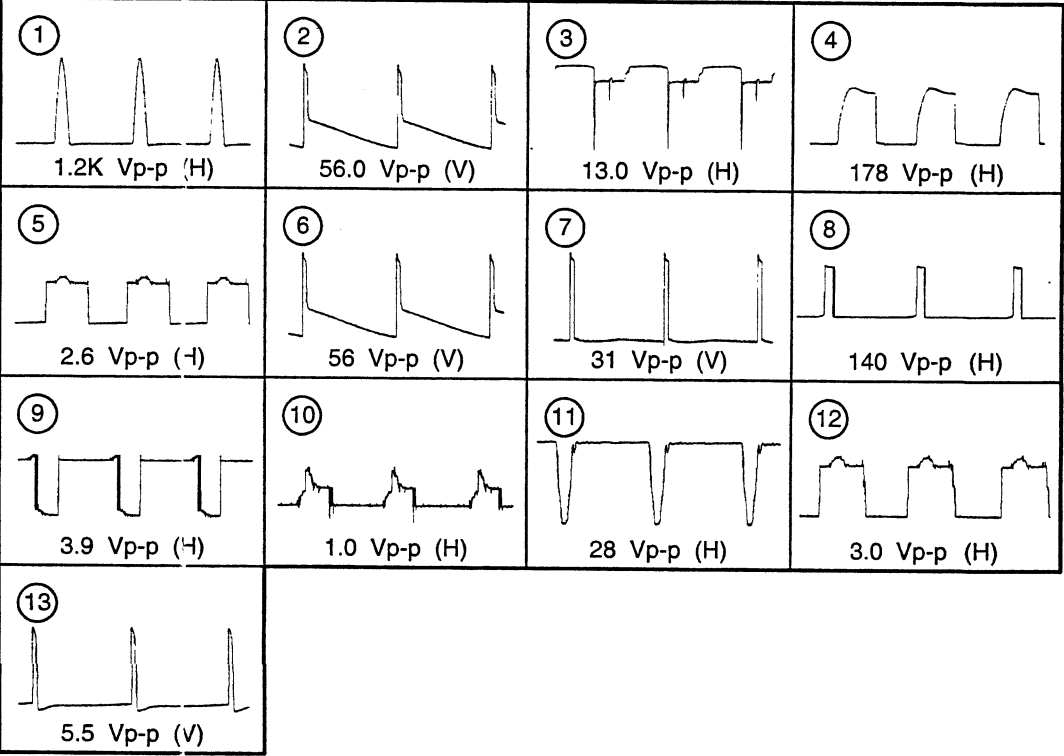 1
1.2K Vp-p (H)
2
56.0 Vp-p (V)
3
13.0 Vp-p (H)
4
178 Vp-p (H)
5
2.6 Vp-p (H)
6
56 Vp-p (V)
7
31 Vp-p (V)
8
140 Vp-p (H)
9
3.9 Vp-p (H)
10
1.0 Vp-p (H)
11
28 Vp-p (H)
12
3.0 Vp-p (H)
13
5.5 Vp-p (V)